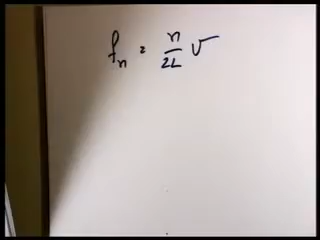 fₙ = n/2L v